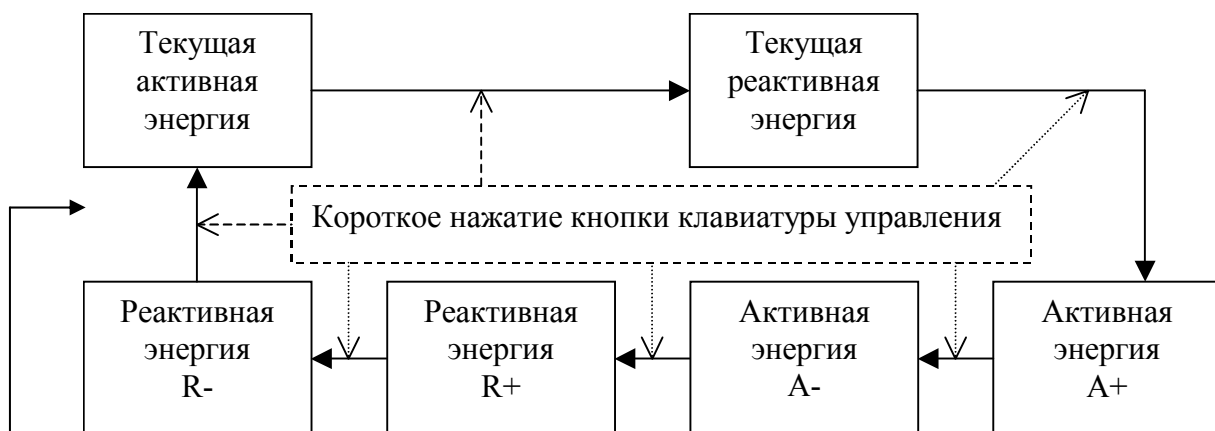 Текущая
активная
энергия
Текущая
реактивная
энергия
Короткое нажатие кнопки клавиатуры управления
Реактивная
энергия
R-
Реактивная
энергия
R+
Активная
энергия
A-
Активная
энергия
A+